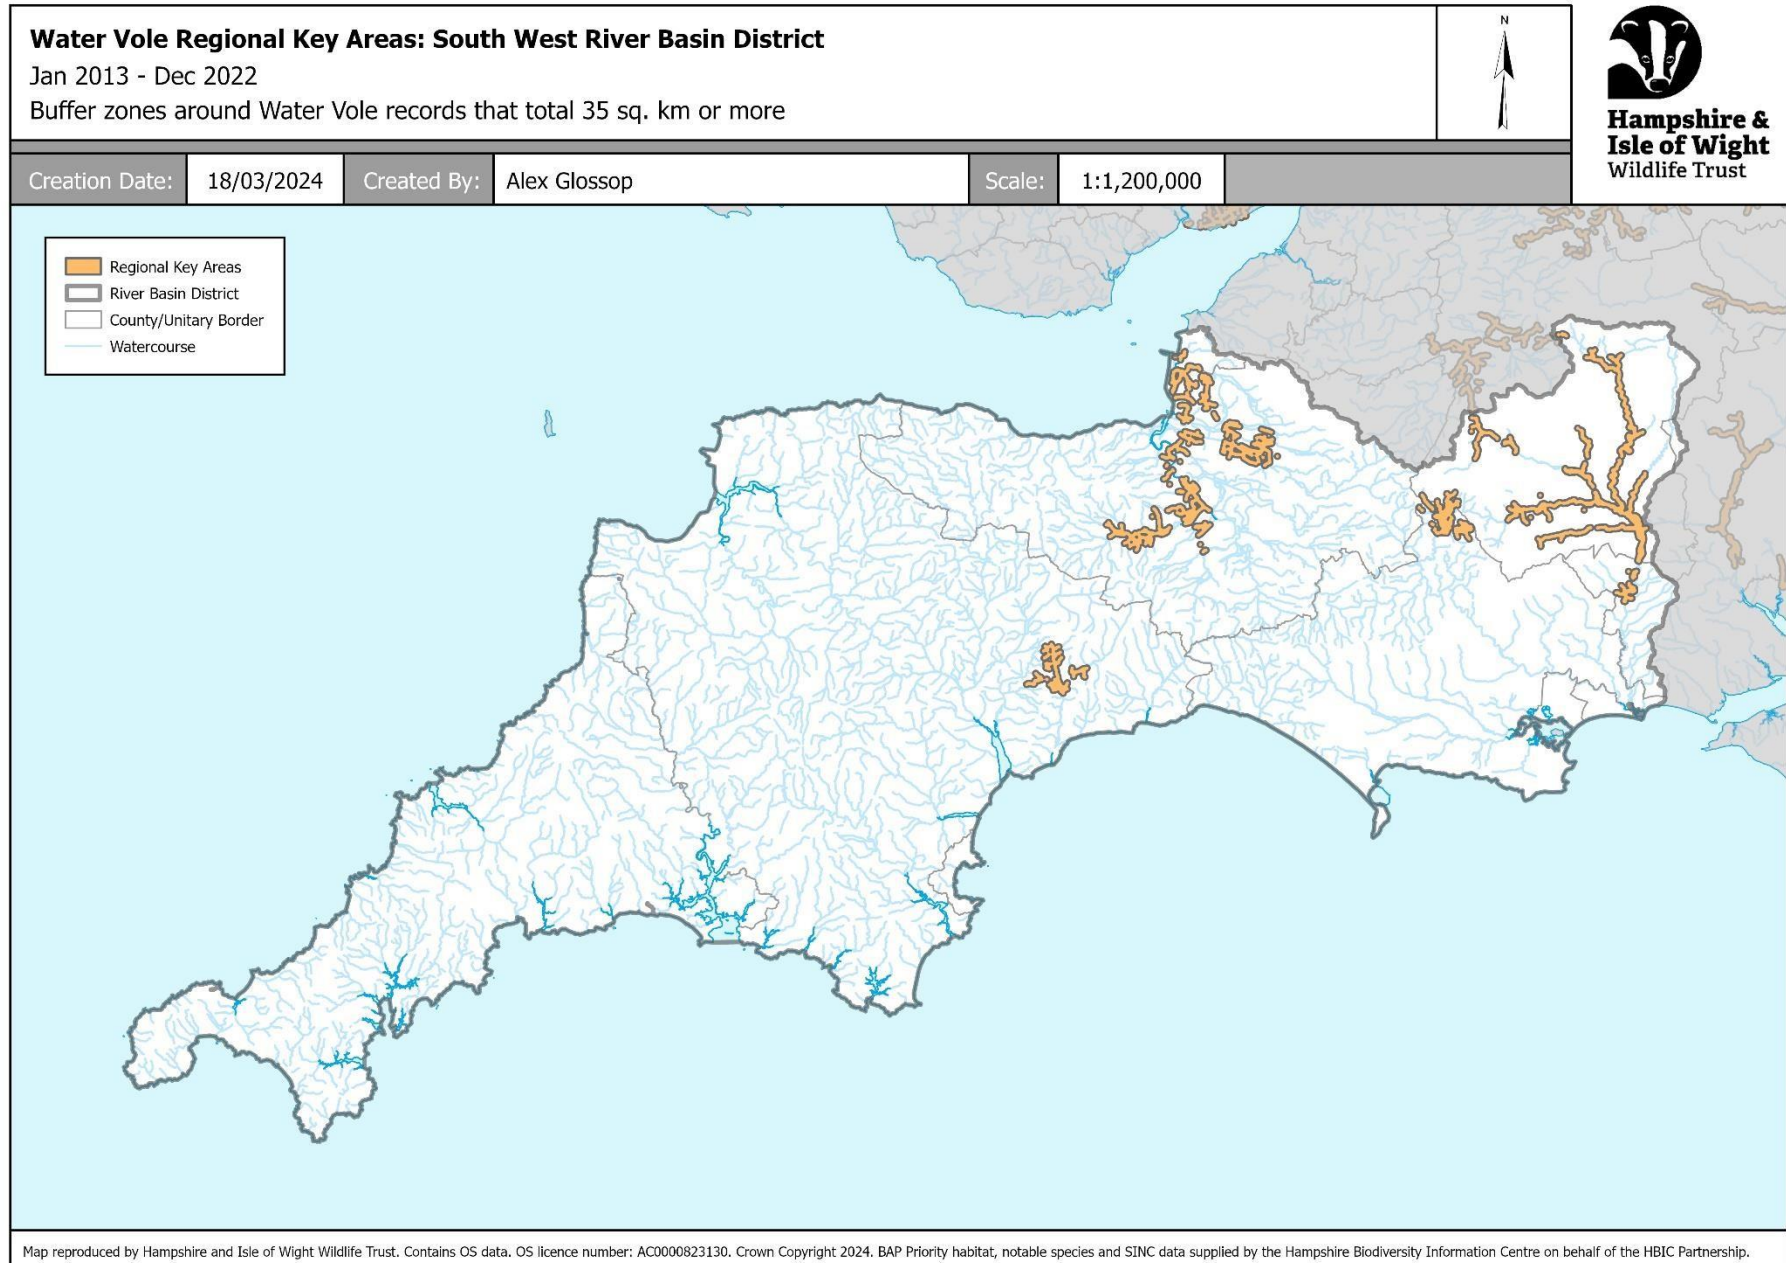 Water Vole Regional Key Areas: South West River Basin District
Jan 2013 - Dec 2022
Buffer zones around Water Vole records that total 35 sq. km or more
N
Hampshire &
Isle of Wight
Wildlife Trust
Creation Date: 18/03/2024 Created By: Alex Glossop Scale: 1:1,200,000
Regional Key Areas
River Basin District
County/Unitary Border
Watercourse
Map reproduced by Hampshire and Isle of Wight Wildlife Trust. Contains OS data. OS licence number: AC0000823130. Crown Copyright 2024. BAP Priority habitat, notable species and SINC data supplied by the Hampshire Biodiversity Information Centre on behalf of the HBIC Partnership.